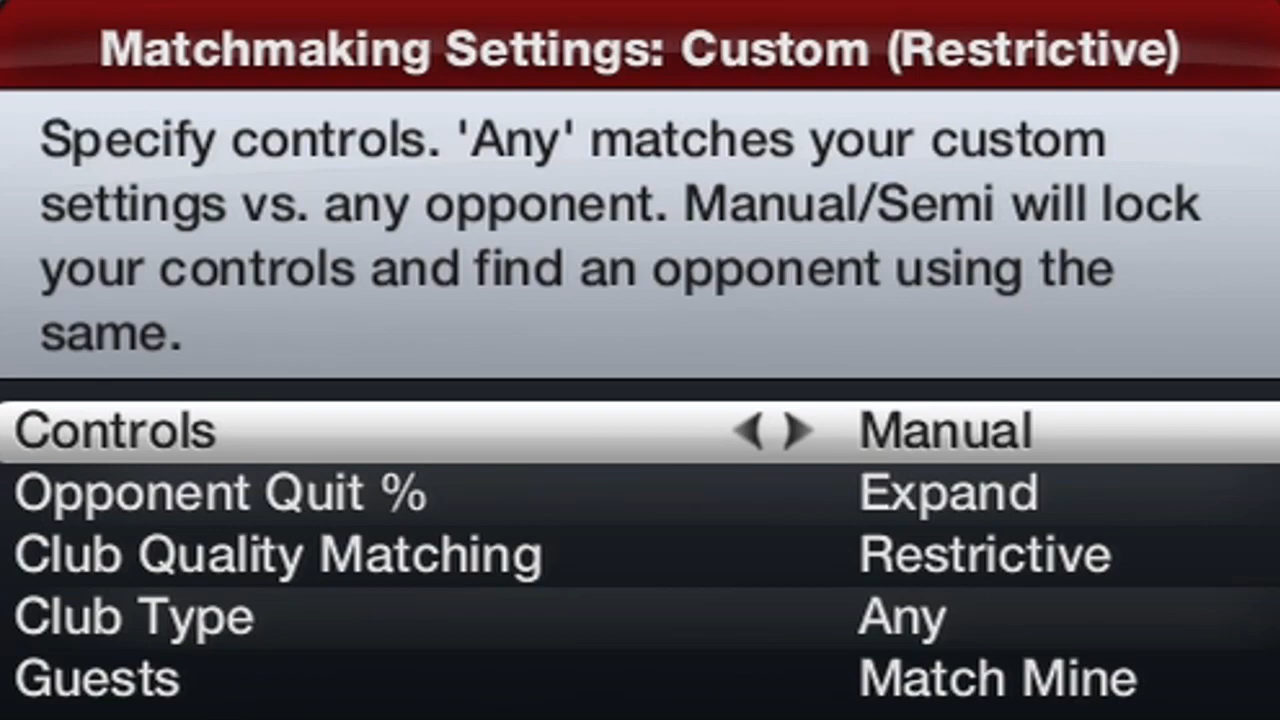 Matchmaking Settings: Custom (Restrictive)
Specify controls. 'Any' matches your custom
settings vs. any opponent. Manual/Semi will lock
your controls and find an opponent using the
same.
Controls Manual
Opponent Quit % Expand
Club Quality Matching Restrictive
Club Type Any
Guests Match Mine